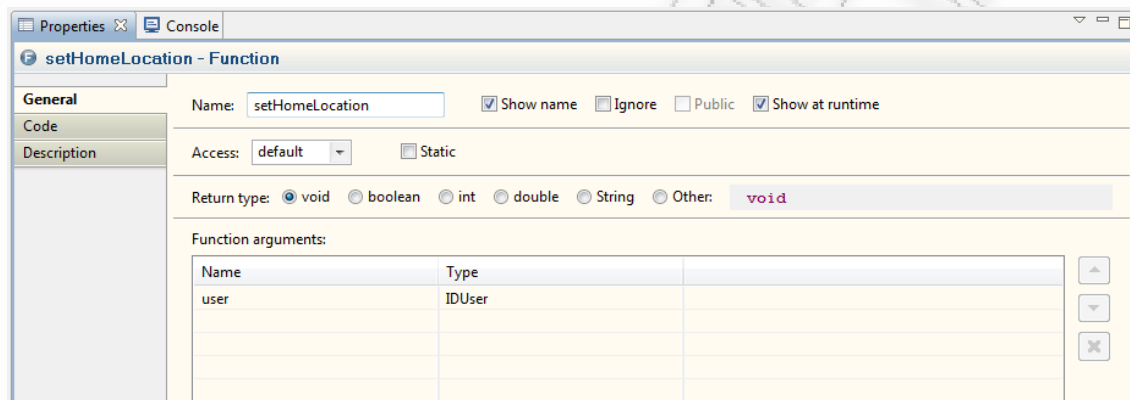 Properties Console
setHomeLocation - Function
General
Code
Description
Name: setHomeLocation Show name Ignore Public Show at runtime
Access: default Static
Return type: void boolean int double String Other: void
Function arguments:
Name Type
user IDUser